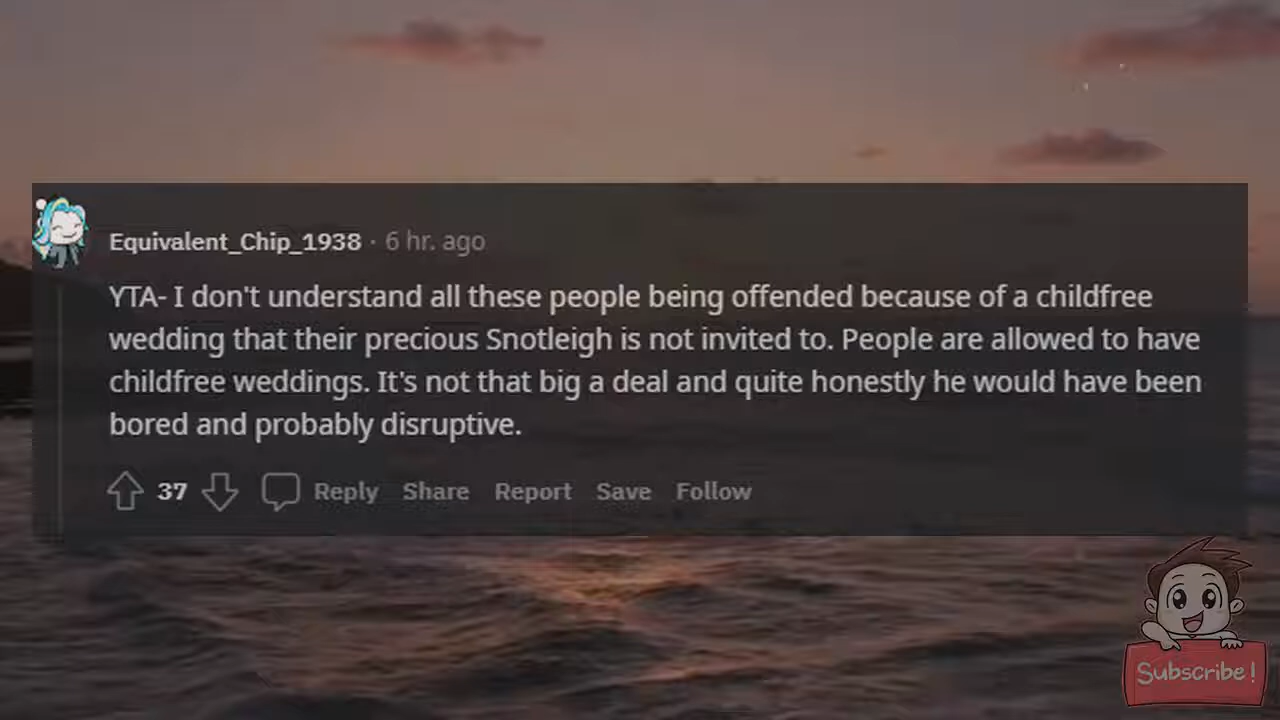 Equivalent_Chip_1938 · 6 hr. ago
YTA- I don't understand all these people being offended because of a childfree
wedding that their precious Snotleigh is not invited to. People are allowed to have
childfree weddings. It's not that big a deal and quite honestly he would have been
bored and probably disruptive.
37 Reply Share Report Save Follow
Subscribe!